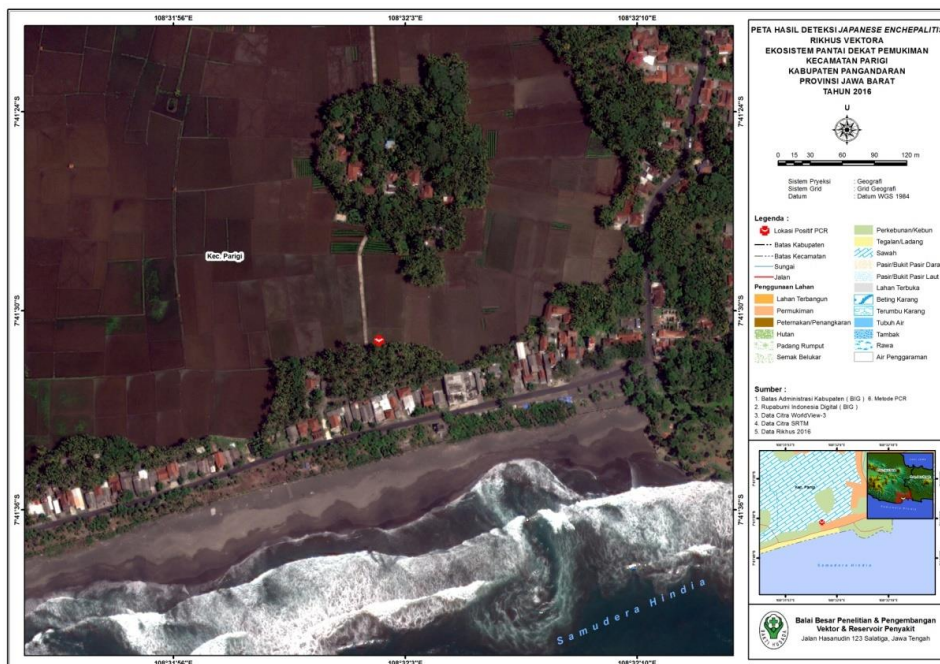 108°31'56"E 108°32'3"E 108°32'10"E
7°41'24"S
7°41'30"S
7°41'36"S
Kec. Parigi
Samudera Hindia
PETA HASIL DETEKSI JAPANESE ENCHEPALITIS
RIKHUS VEKTORA
EKOSISTEM PANTAI DEKAT PEMUKIMAN
KECAMATAN PARIGI
KABUPATEN PANGANDARAN
PROVINSI JAWA BARAT
TAHUN 2016
U
0 15 30 60 90 120 m
Sistem Pryeksi : Geografi
Sistem Grid : Grid Geografi
Datum : Datum WGS 1984
Legenda :
Lokasi Positif PCR
Batas Kabupaten
Batas Kecamatan
Sungai
Jalan
Penggunaan Lahan
Lahan Terbangun
Permukiman
Peternakan/Penangkaran
Hutan
Padang Rumput
Semak Belukar
Perkebunan/Kebun
Tegalan/Ladang
Sawah
Pasir/Bukit Pasir Darat
Pasir/Bukit Pasir Laut
Lahan Terbuka
Beting Karang
Terumbu Karang
Tubuh Air
Tambak
Rawa
Air Penggaraman
Sumber :
1. Batas Administrasi Kabupaten ( BIG ) 6. Metode PCR
2. Rupabumi Indonesia Digital ( BIG )
3. Data Citra WorldView-3
4. Data Citra SRTM
5. Data Rikhus 2016
Kec. Parigi
Samudera Hindia
Balai Besar Penelitian & Pengembangan
Vektor & Reservoir Penyakit
Jalan Hasanudin 123 Salatiga, Jawa Tengah